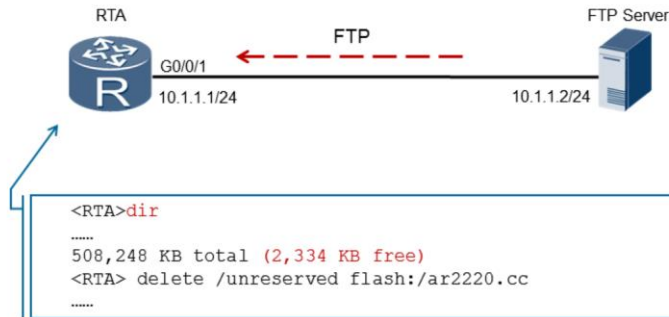 RTA
FTP Server
FTP
G0/0/1
R
10.1.1.1/24
10.1.1.2/24
<RTA>dir
……
508,248 KB total (2,334 KB free)
<RTA> delete /unreserved flash:/ar2220.cc
……